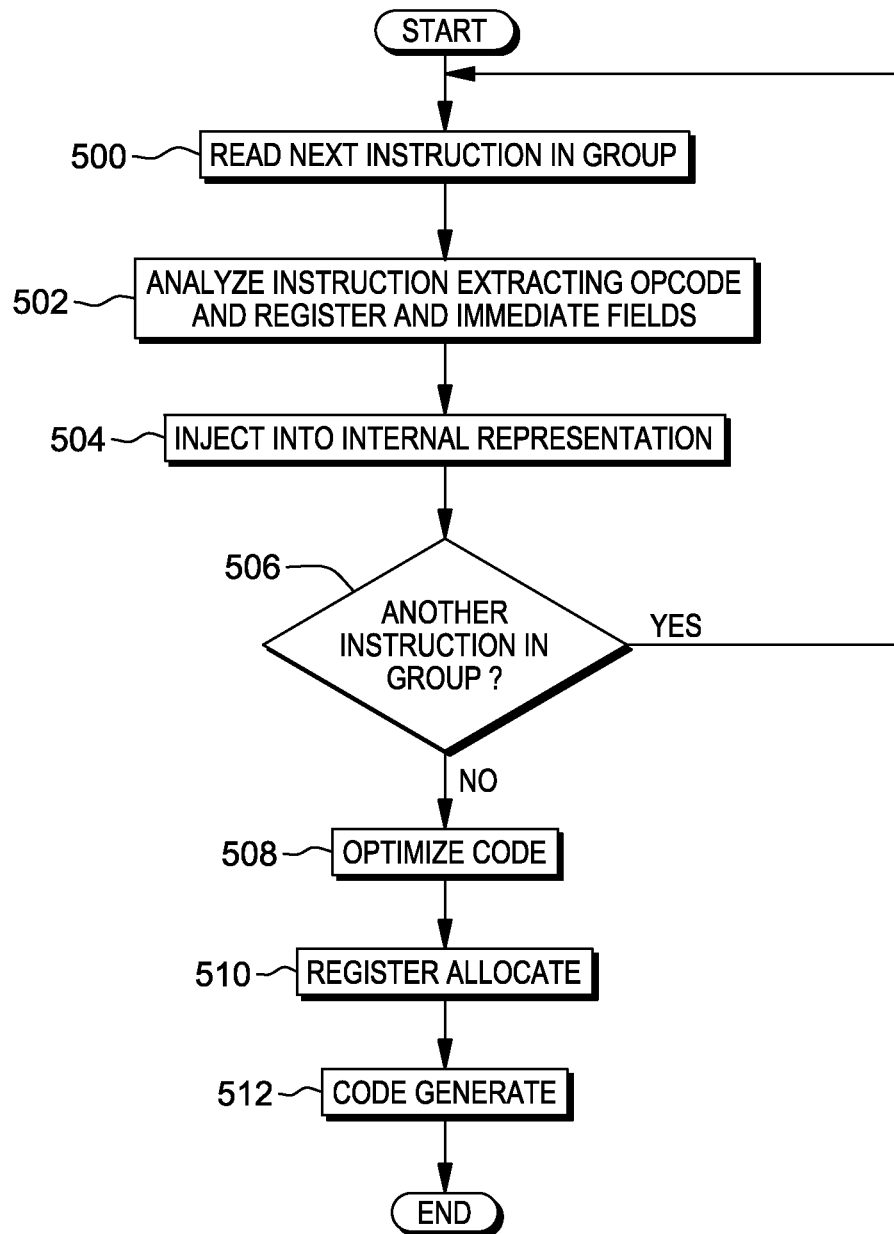 START
500
READ NEXT INSTRUCTION IN GROUP
502
ANALYZE INSTRUCTION EXTRACTING OPCODE
AND REGISTER AND IMMEDIATE FIELDS
504
INJECT INTO INTERNAL REPRESENTATION
506
ANOTHER
INSTRUCTION IN
GROUP ?
YES
NO
508
OPTIMIZE CODE
510
REGISTER ALLOCATE
512
CODE GENERATE
END